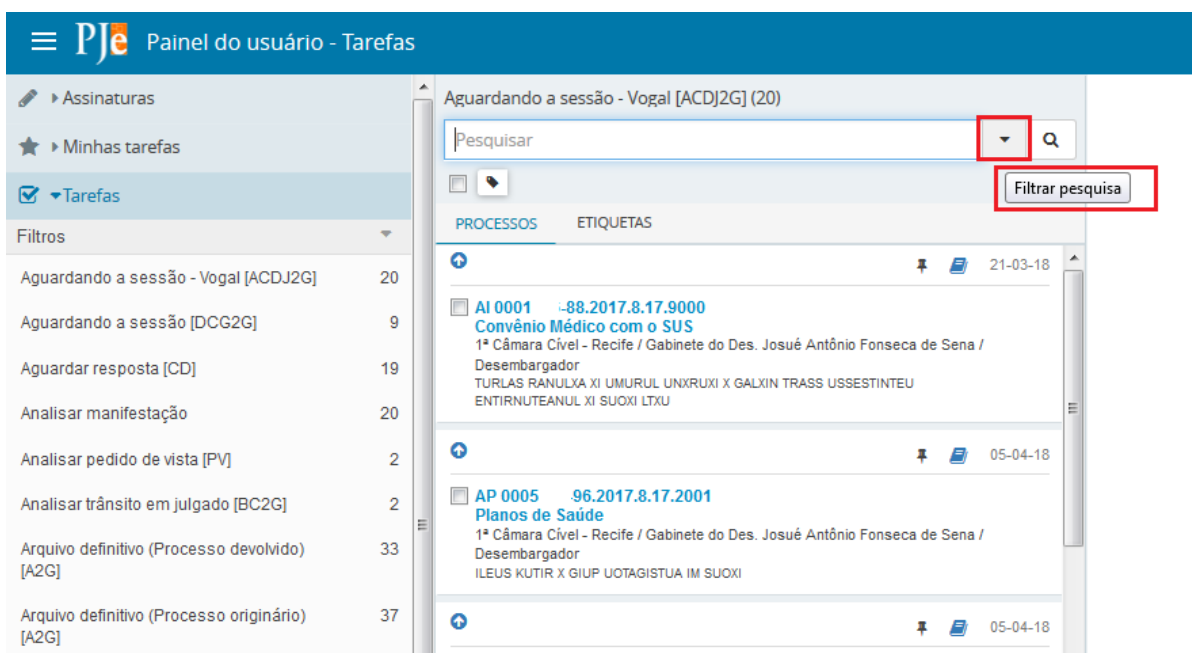 PJe Painel do usuário - Tarefas
Assinaturas
Minhas tarefas
Tarefas
Filtros
Aguardando a sessão - Vogal [ACDJ2G] 20
Aguardando a sessão [DCG2G] 9
Aguardar resposta [CD] 19
Analisar manifestação 20
Analisar pedido de vista [PV] 2
Analisar trânsito em julgado [BC2G] 2
Arquivo definitivo (Processo devolvido) 33
[A2G]
Arquivo definitivo (Processo originário) 37
[A2G]
Aguardando a sessão - Vogal [ACDJ2G] (20)
Pesquisar
Filtrar pesquisa
PROCESSOS ETIQUETAS
21-03-18
AI 0001 -88.2017.8.17.9000
Convênio Médico com o SUS
1ª Câmara Cível - Recife / Gabinete do Des. Josué Antônio Fonseca de Sena /
Desembargador
TURLAS RANULXA XI UMURUL UNXRUXI X GALXIN TRASS USSESTINTEU
ENTIRNUTEANUL XI SUOXI LTXU
05-04-18
AP 0005 96.2017.8.17.2001
Planos de Saúde
1ª Câmara Cível - Recife / Gabinete do Des. Josué Antônio Fonseca de Sena /
Desembargador
ILEUS KUTIR X GIUP UOTAGISTUA IM SUOXI
05-04-18